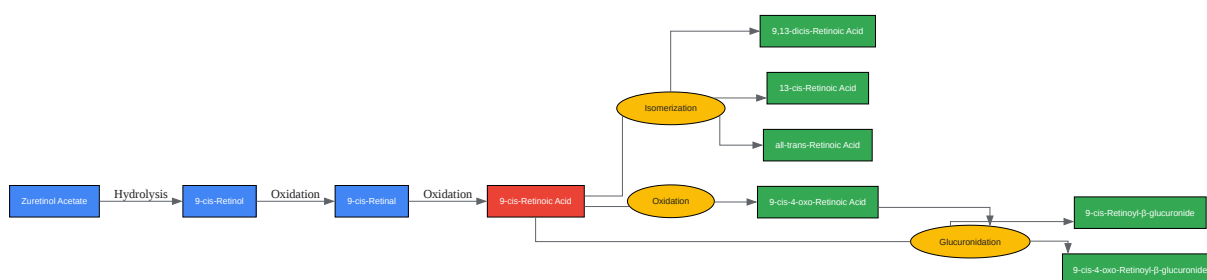 9,13-dicis-Retinoic Acid
13-cis-Retinoic Acid
Isomerization
all-trans-Retinoic Acid
Zuretinol Acetate
Hydrolysis
9-cis-Retinol
Oxidation
9-cis-Retinal
Oxidation
9-cis-Retinoic Acid
Oxidation
9-cis-4-oxo-Retinoic Acid
9-cis-Retinoyl-β-glucuronide
Glucuronidation
9-cis-4-oxo-Retinoyl-β-glucuronide